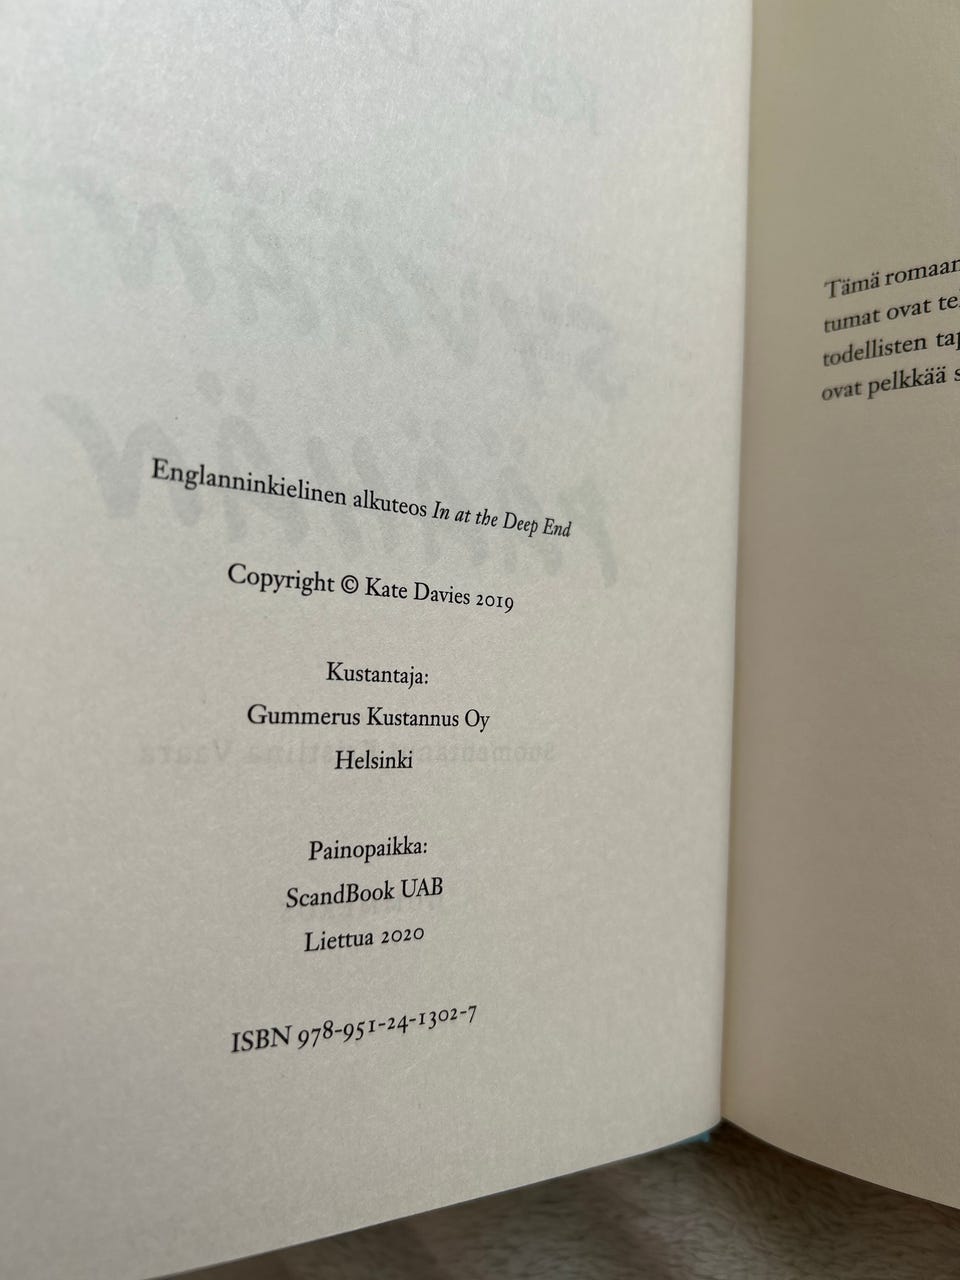 Englanninkielinen alkuteos In at the Deep End
Copyright © Kate Davies 2019
Kustantaja:
Gummerus Kustannus Oy
Helsinki
Painopaikka:
ScandBook UAB
Liettua 2020
ISBN 978-951-24-1302-7
Tämä romaan
tumat ovat te
todellisten tap
ovat pelkkää s